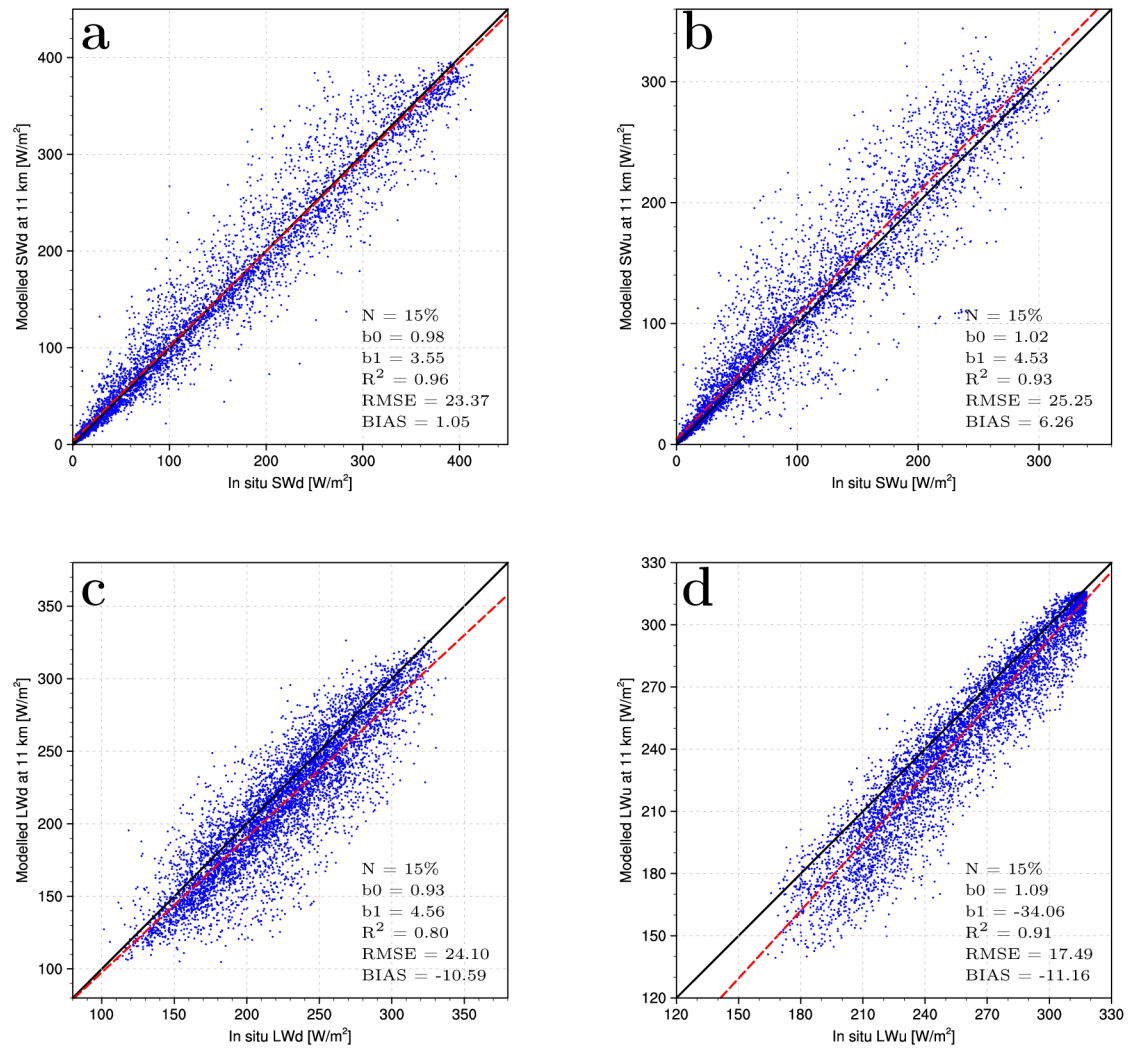 a
400
300
200
100
0
Modelled SWd at 11 km [W/m²]
N = 15%
b0 = 0.98
b1 = 3.55
R² = 0.96
RMSE = 23.37
BIAS = 1.05
0 100 200 300 400
In situ SWd [W/m²]
b
300
200
100
0
Modelled SWu at 11 km [W/m²]
N = 15%
b0 = 1.02
b1 = 4.53
R² = 0.93
RMSE = 25.25
BIAS = 6.26
0 100 200 300
In situ SWu [W/m²]
c
350
300
250
200
150
100
Modelled LWd at 11 km [W/m²]
N = 15%
b0 = 0.93
b1 = 4.56
R² = 0.80
RMSE = 24.10
BIAS = -10.59
100 150 200 250 300 350
In situ LWd [W/m²]
d
330
300
270
240
210
180
150
120
Modelled LWu at 11 km [W/m²]
N = 15%
b0 = 1.09
b1 = -34.06
R² = 0.91
RMSE = 17.49
BIAS = -11.16
120 150 180 210 240 270 300 330
In situ LWu [W/m²]